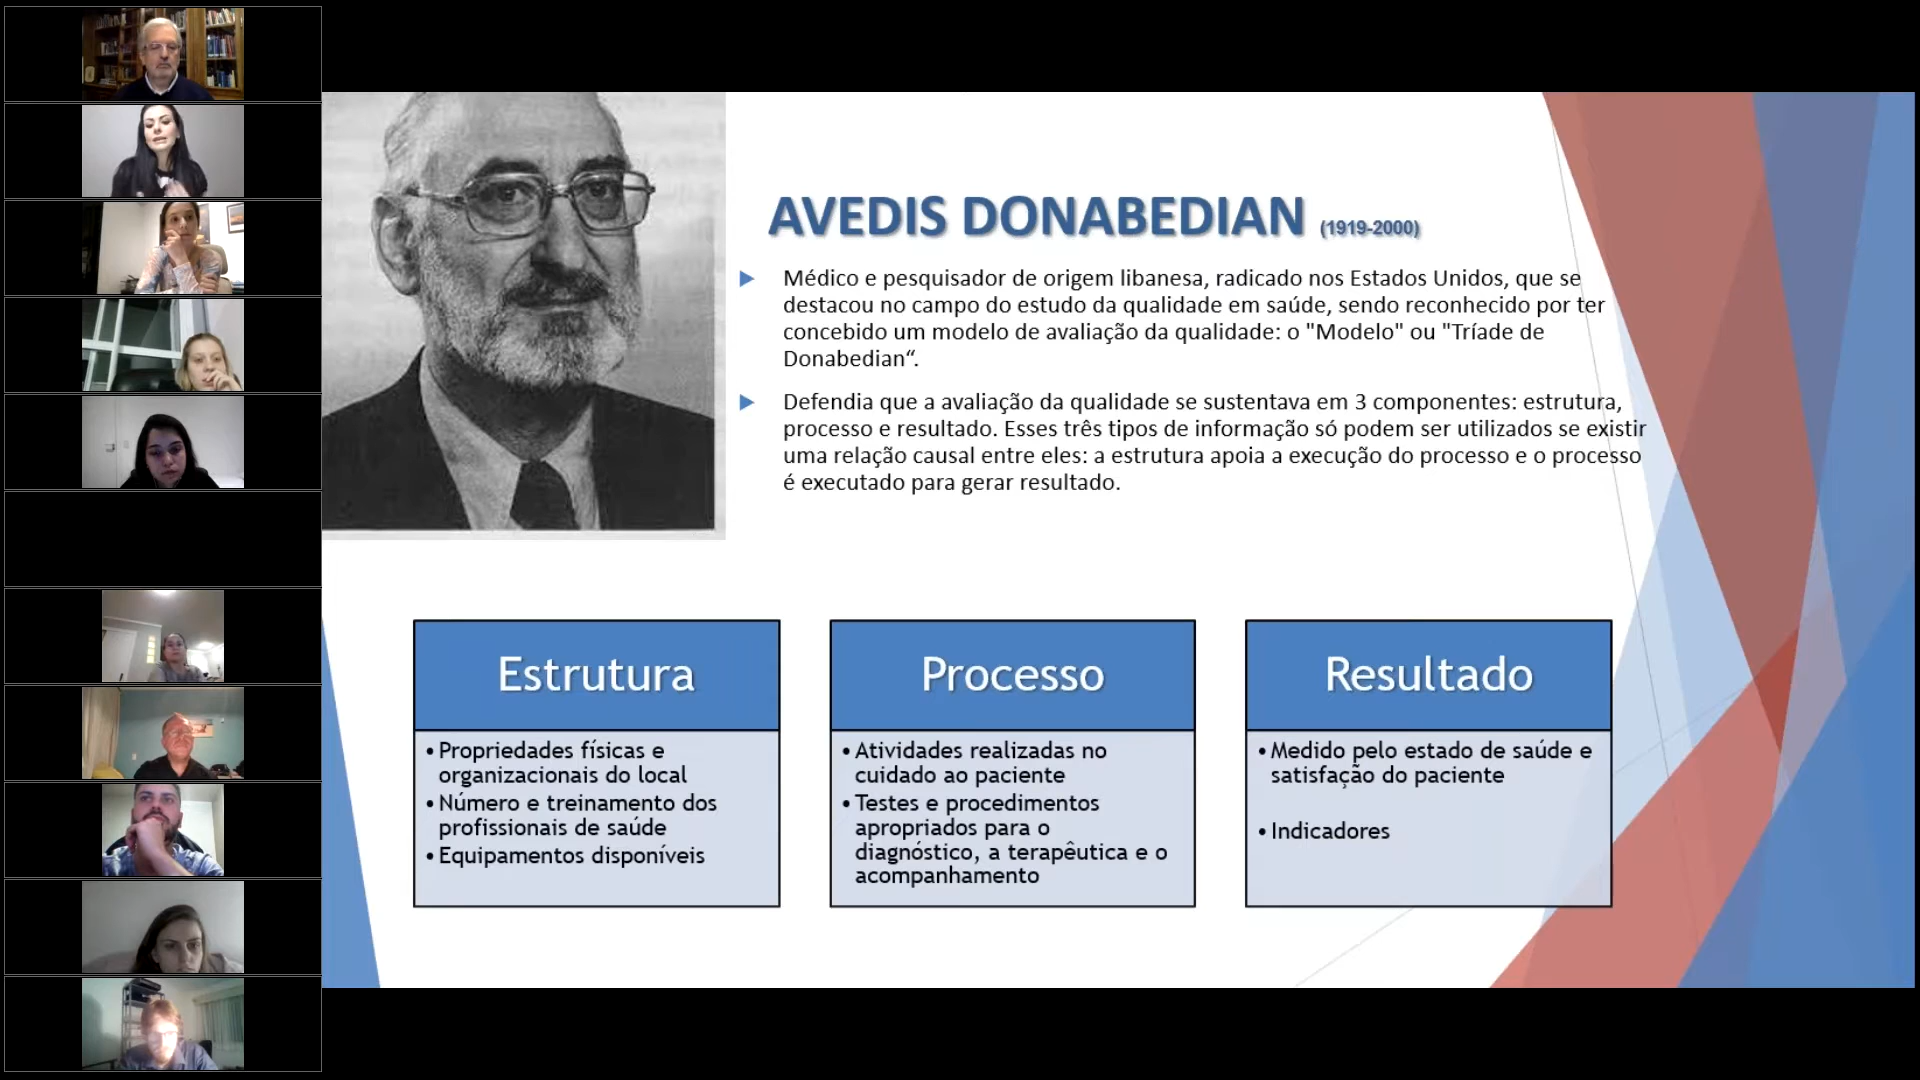 AVEDIS DONABEDIAN (1919-2000)
Médico e pesquisador de origem libanesa, radicado nos Estados Unidos, que se
destacou no campo do estudo da qualidade em saúde, sendo reconhecido por ter
concebido um modelo de avaliação da qualidade: o "Modelo" ou "Tríade de
Donabedian“.
Defendia que a avaliação da qualidade se sustentava em 3 componentes: estrutura,
processo e resultado. Esses três tipos de informação só podem ser utilizados se existir
uma relação causal entre eles: a estrutura apoia a execução do processo e o processo
é executado para gerar resultado.
Estrutura
• Propriedades físicas e
organizacionais do local
• Número e treinamento dos
profissionais de saúde
• Equipamentos disponíveis
Processo
• Atividades realizadas no
cuidado ao paciente
• Testes e procedimentos
apropriados para o
diagnóstico, a terapêutica e o
acompanhamento
Resultado
• Medido pelo estado de saúde e
satisfação do paciente
• Indicadores